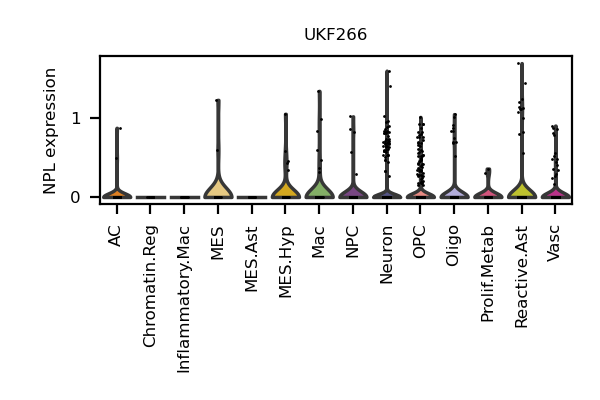 UKF266
NPL expression
1
0
AC
Chromatin.Reg
Inflammatory.Mac
MES
MES.Ast
MES.Hyp
Mac
NPC
Neuron
OPC
Oligo
Prolif.Metab
Reactive.Ast
Vasc